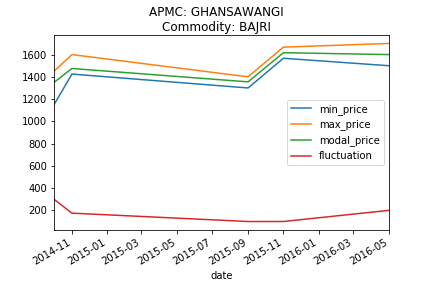 APMC: GHANSAWANGI
Commodity: BAJRI
1600
1400
1200
1000
800
600
400
200
min_price
max_price
modal_price
fluctuation
2014-11
2015-01
2015-03
2015-05
2015-07
2015-09
2015-11
2016-01
2016-03
2016-05
date